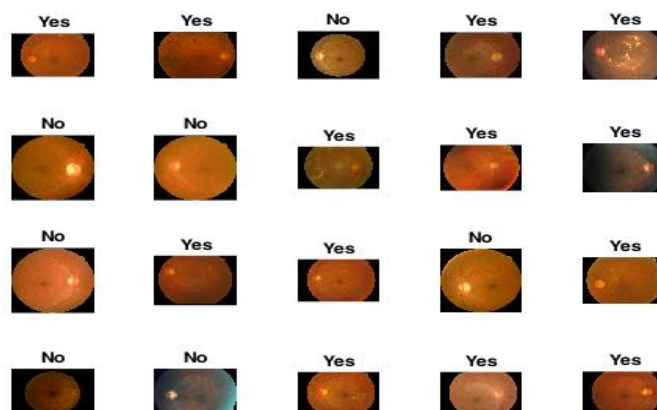 Yes Yes No Yes Yes
No No Yes Yes Yes
No Yes Yes No Yes
No No Yes Yes Yes